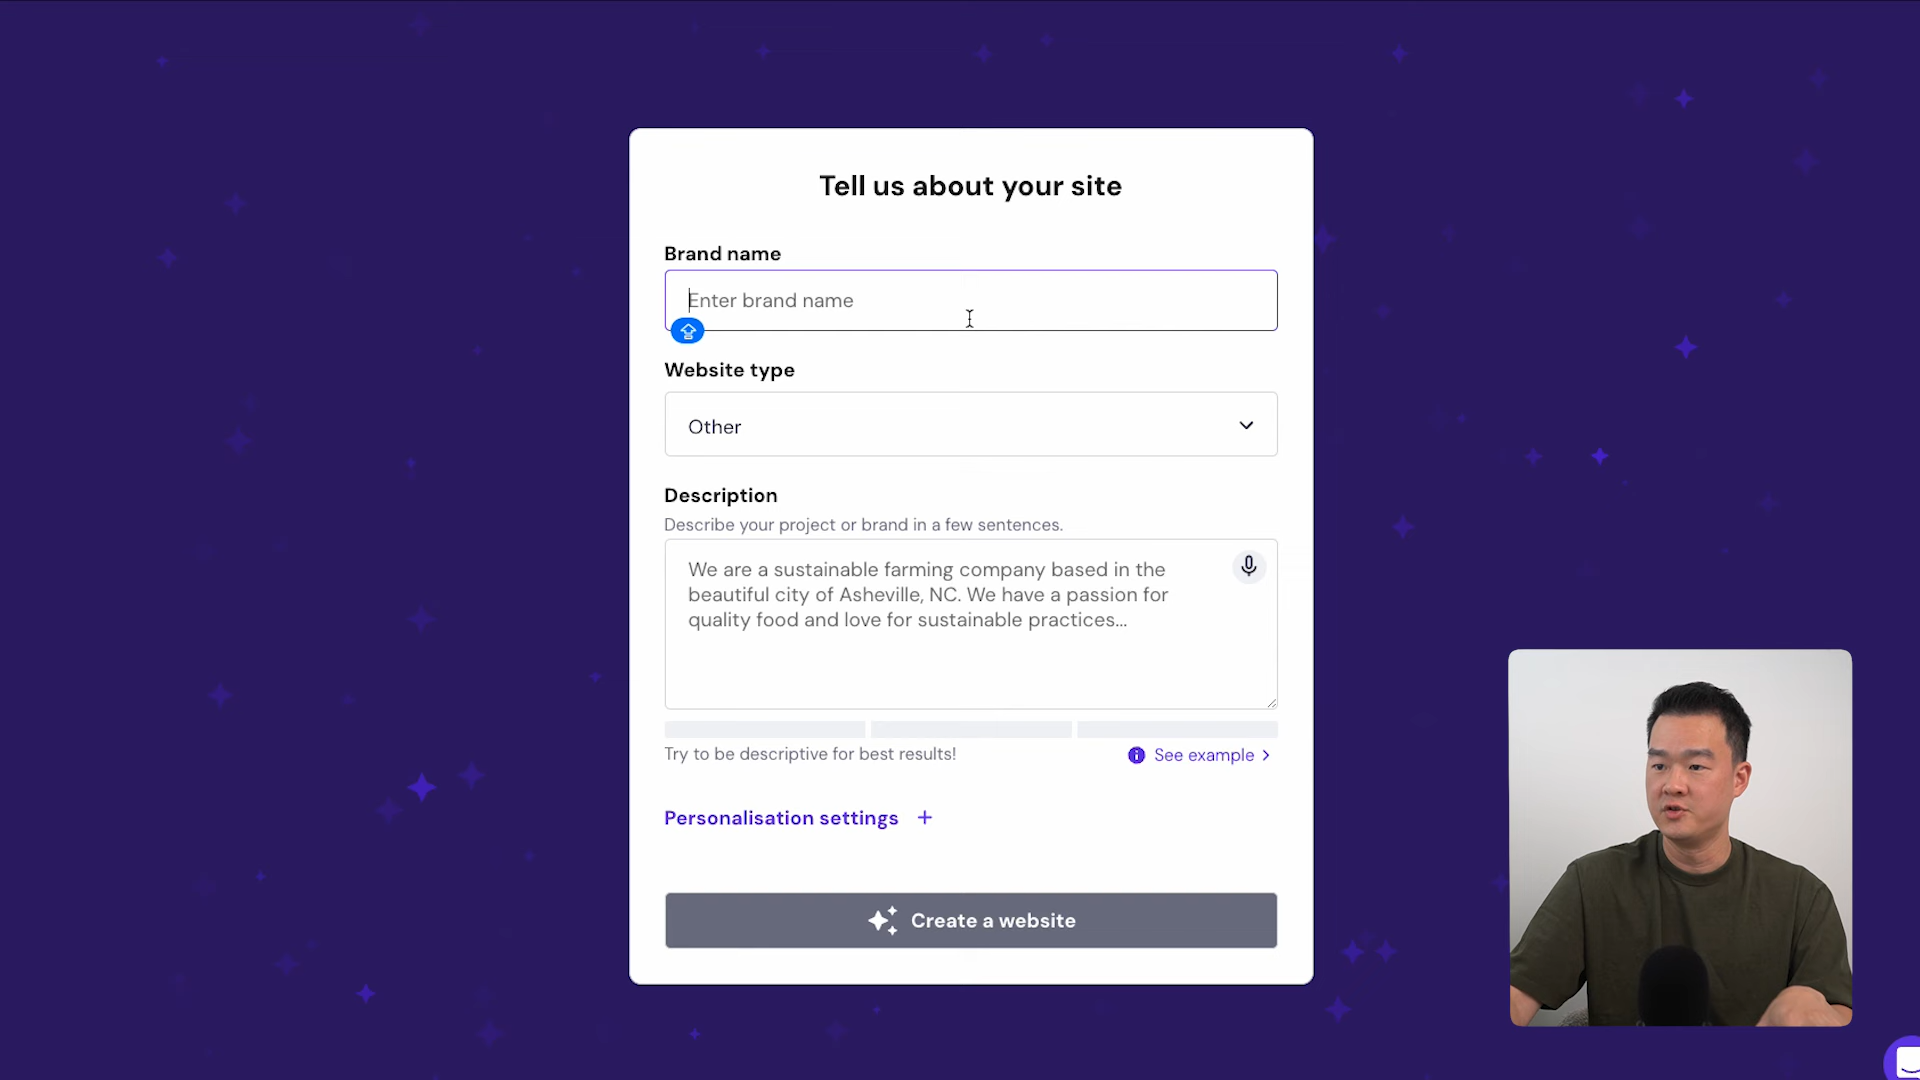 Tell us about your site
Brand name
Enter brand name
Website type
Other
Description
Describe your project or brand in a few sentences.
We are a sustainable farming company based in the
beautiful city of Asheville, NC. We have a passion for
quality food and love for sustainable practices...
Try to be descriptive for best results!
See example
Personalisation settings +
Create a website